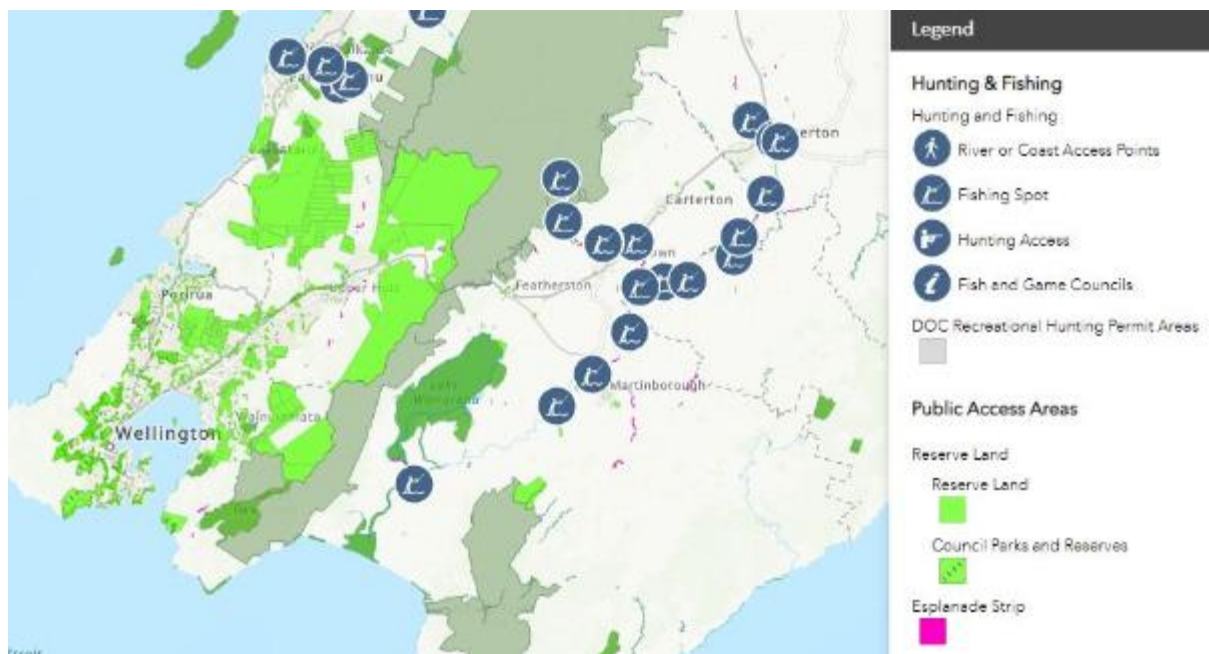 Legend
Hunting & Fishing
Hunting and Fishing
River or Coast Access Points
Fishing Spot
Hunting Access
Fish and Game Councils
DOC Recreational Hunting Permit Areas
Public Access Areas
Reserve Land
Reserve Land
Council Parks and Reserves
Esplanade Strip
erton
Carterton
Featherston
Porirua
Upper Hutt
Martinborough
Wainuiomata
Wellington